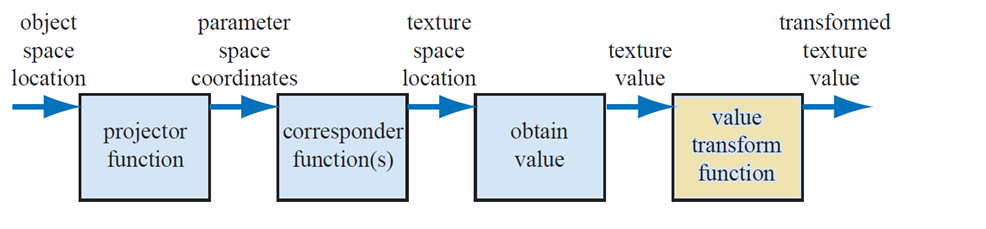 object
space
location
parameter
space
coordinates
texture
space
location
texture
value
transformed
texture
value
projector
function
corresponder
function(s)
obtain
value
value
transform
function